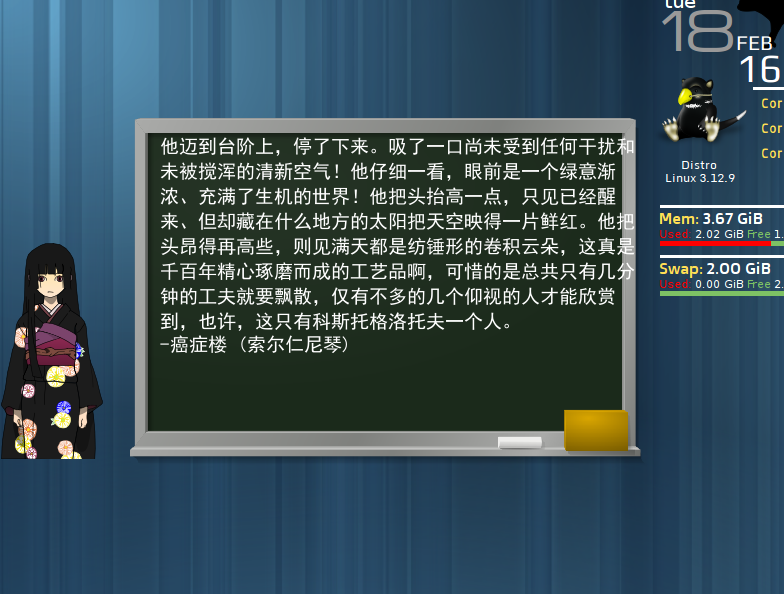 他迈到台阶上，停了下来。吸了一口尚未受到任何干扰和
未被搅浑的清新空气！他仔细一看，眼前是一个绿意渐
浓、充满了生机的世界！他把头抬高一点，只见已经醒
来、但却藏在什么地方的太阳把天空映得一片鲜红。他把
头昂得再高些，则见满天都是纺锤形的卷积云朵，这真是
千百年精心琢磨而成的工艺品啊，可惜的是总共只有几分
钟的工夫就要飘散，仅有不多的几个仰视的人才能欣赏
到，也许，这只有科斯托格洛托夫一个人。
-癌症楼 (索尔仁尼琴)
Tue
18
FEB
16
Cor
Cor
Cor
Distro
Linux 3.12.9
Mem: 3.67 GiB
Used 2.02 GiB Free 1.
Swap: 2.00 GiB
Used 0.00 GiB Free 2.